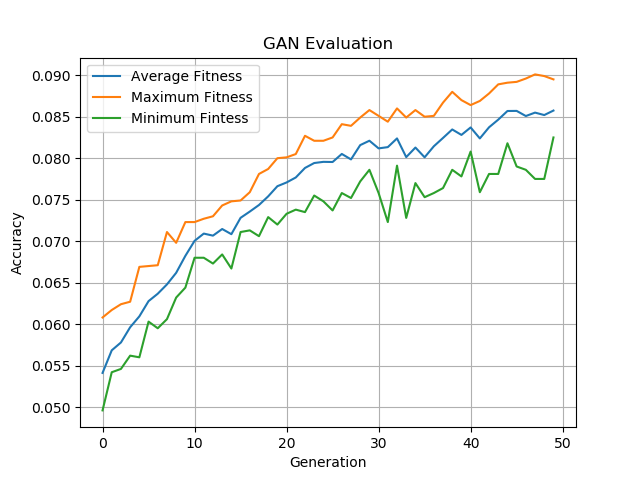 GAN Evaluation
Average Fitness
Maximum Fitness
Minimum Fintess
Accuracy
0.090
0.085
0.080
0.075
0.070
0.065
0.060
0.055
0.050
0 10 20 30 40 50
Generation